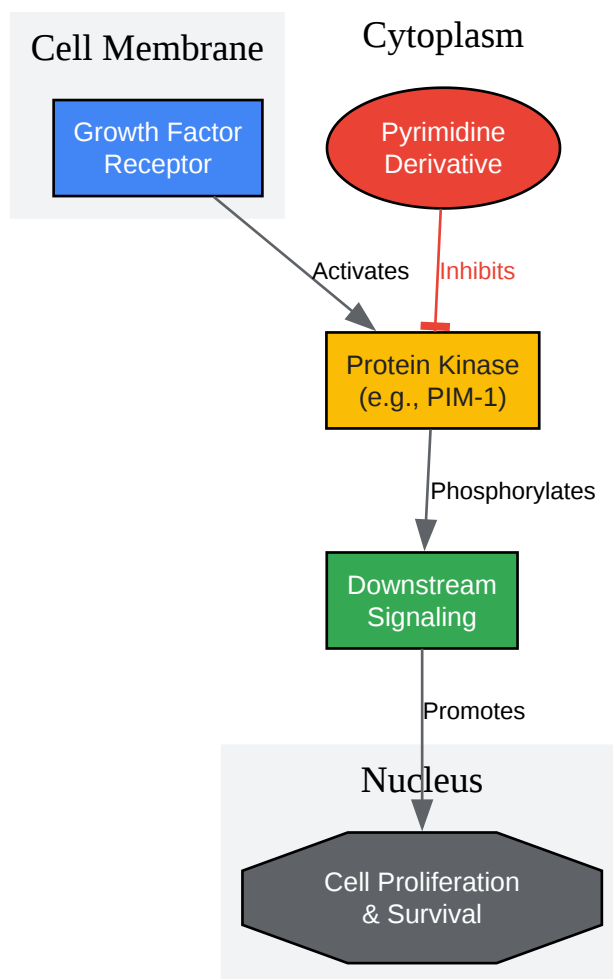 Cell Membrane
Cytoplasm
Growth Factor
Receptor
Pyrimidine
Derivative
Activates
Inhibits
Protein Kinase
(e.g., PIM-1)
Phosphorylates
Downstream
Signaling
Promotes
Nucleus
Cell Proliferation
& Survival